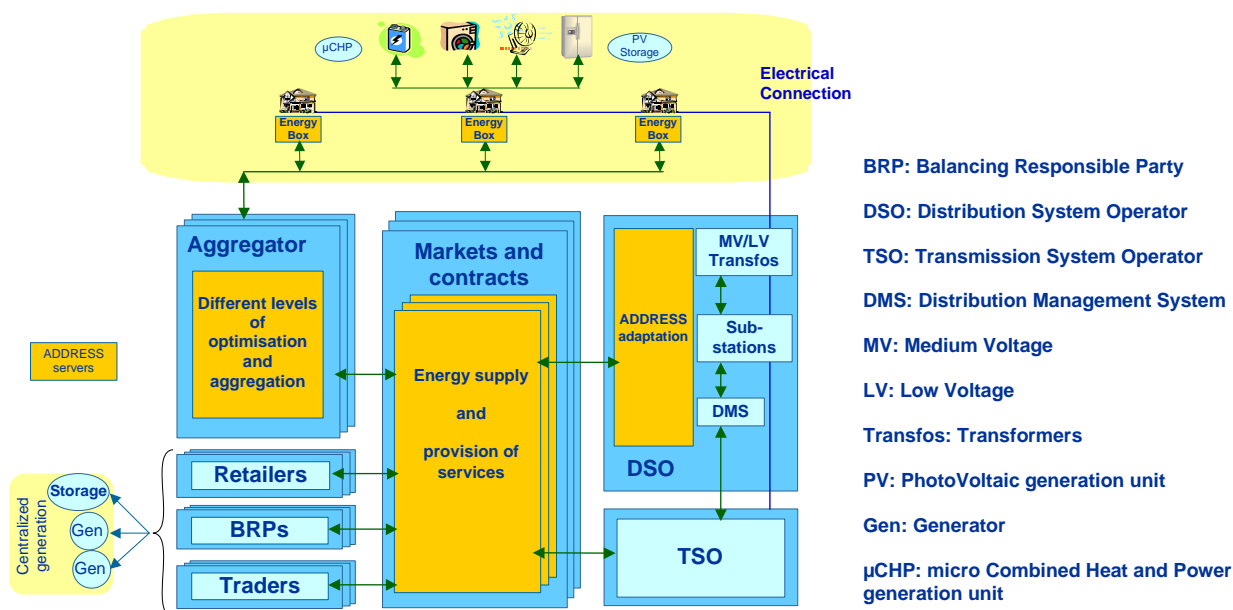 µCHP
PV
Storage
Electrical
Connection
Energy
Box
Energy
Box
Energy
Box
Aggregator
Different levels
of
optimisation
and
aggregation
Markets and
contracts
Energy supply
and
provision of
services
ADDRESS
adaptation
MV/LV
Transfos
Sub-
stations
DMS
DSO
TSO
ADDRESS
servers
Retailers
BRPs
Traders
Centralized
generation
Storage
Gen
Gen
BRP: Balancing Responsible Party
DSO: Distribution System Operator
TSO: Transmission System Operator
DMS: Distribution Management System
MV: Medium Voltage
LV: Low Voltage
Transfos: Transformers
PV: PhotoVoltaic generation unit
Gen: Generator
µCHP: micro Combined Heat and Power
generation unit